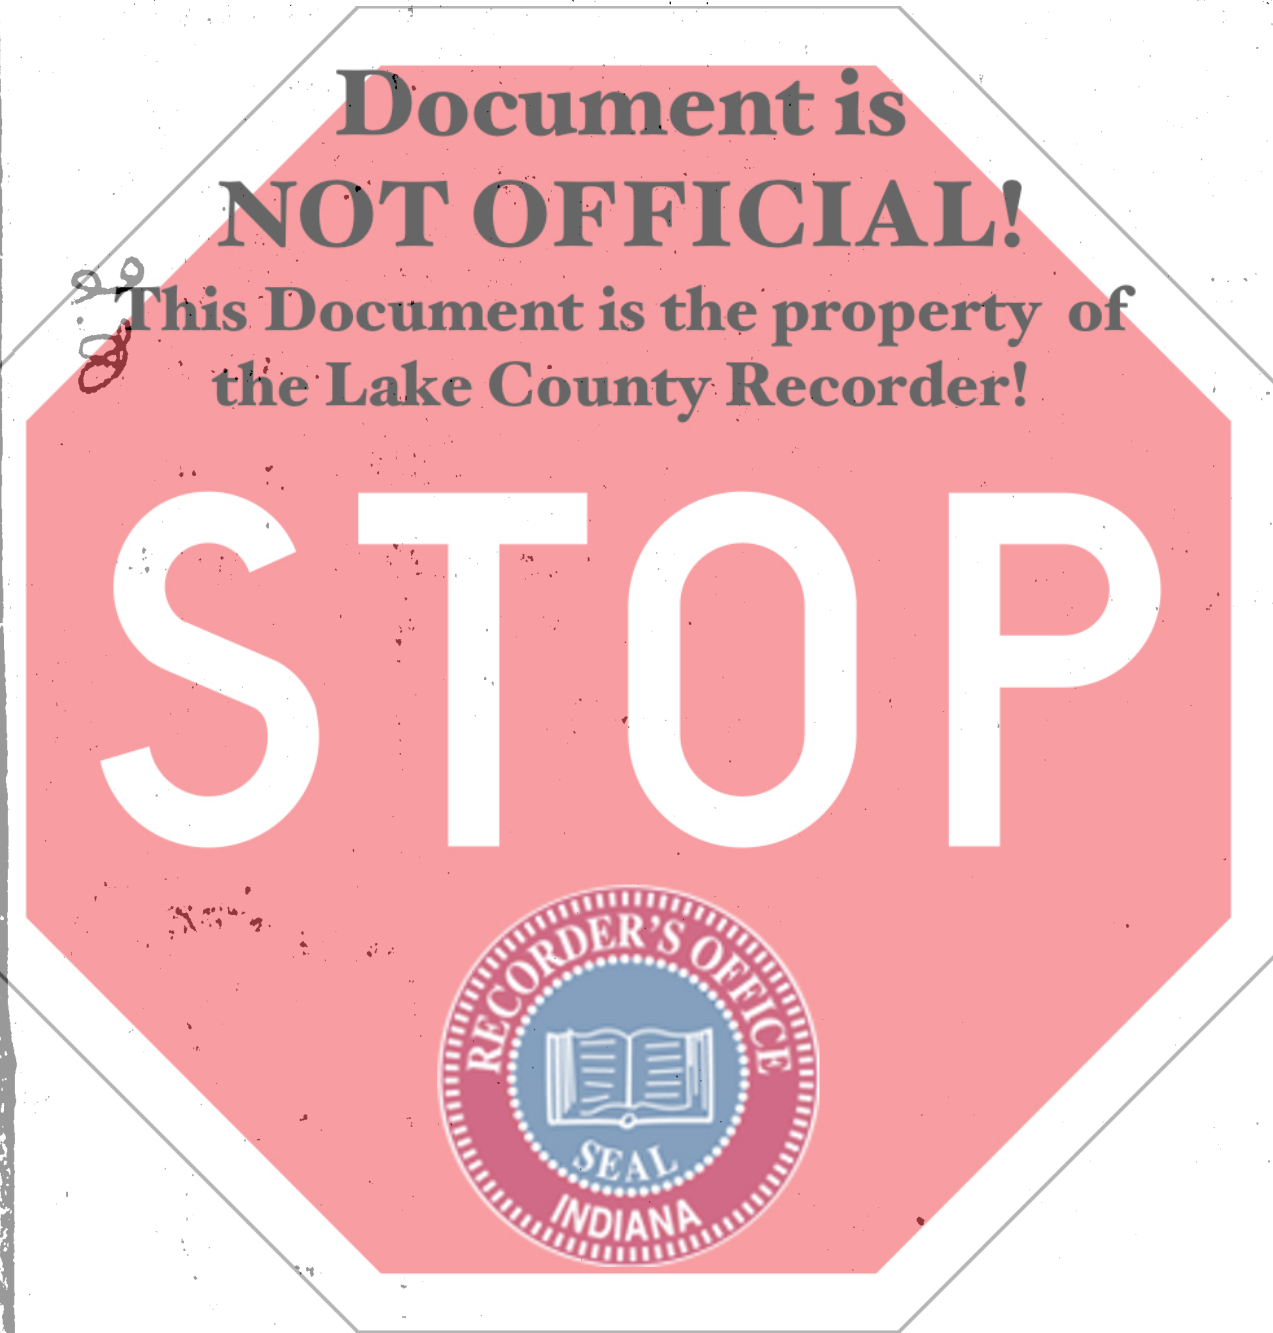 Document is
NOT OFFICIAL!
This Document is the property of
the Lake County Recorder!
STOP
RECORDER'S OFFICE
SEAL
INDIANA